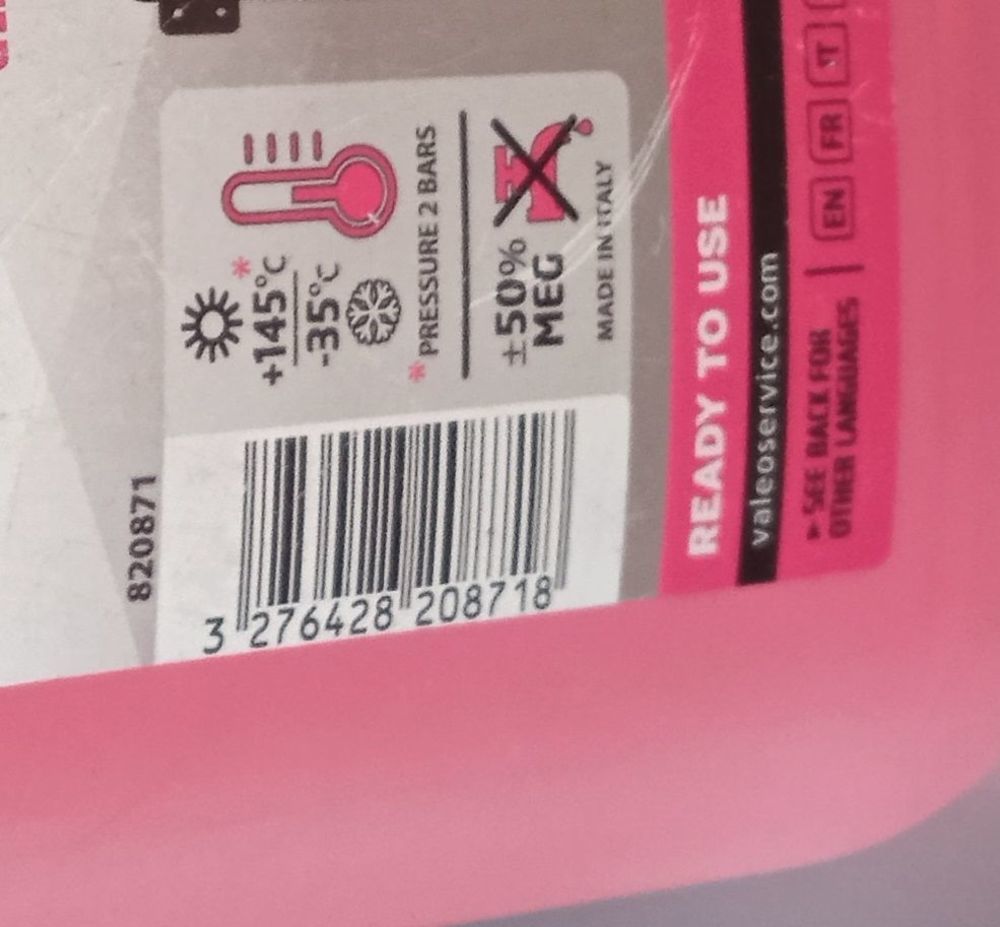 820871
3 276428 208718
+145°C*
-35°C
*PRESSURE 2 BARS
±50%
MEG
MADE IN ITALY
READY TO USE
valeoservice.com
►SEE BACK FOR
OTHER LANGUAGES
EN FR